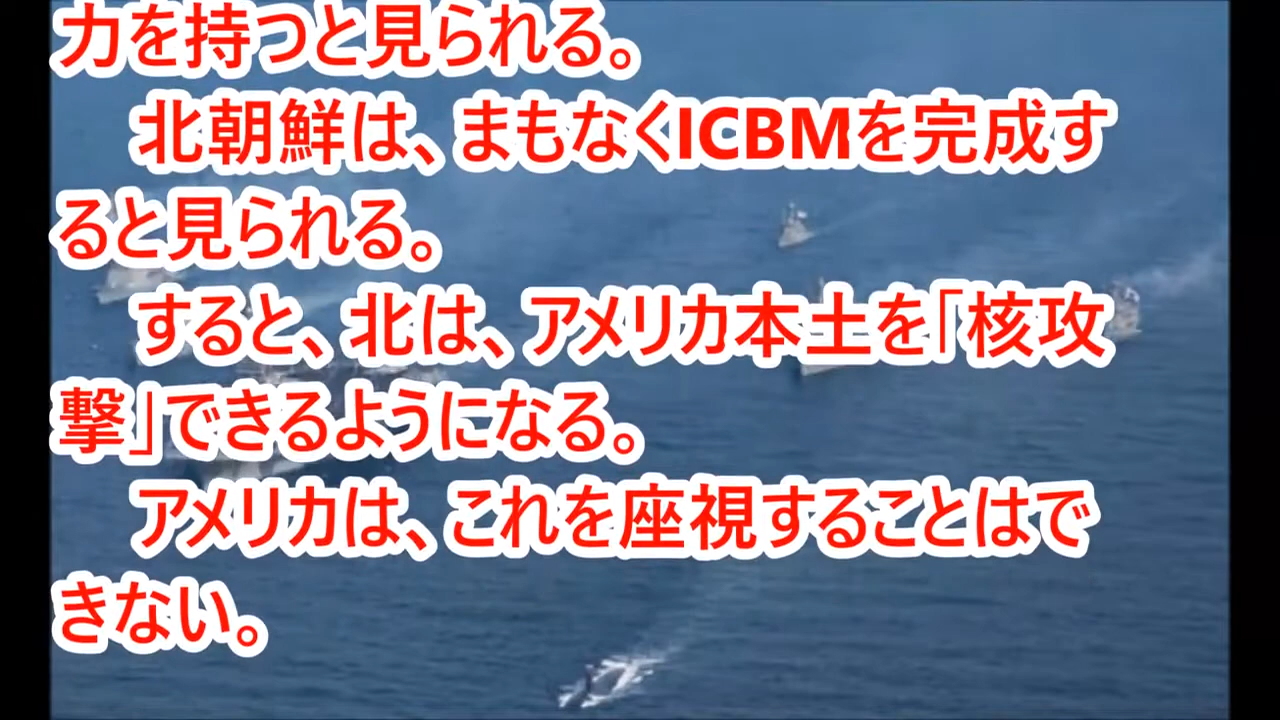 力を持つと見られる。
北朝鮮は、まもなくICBMを完成す
ると見られる。
すると、北は、アメリカ本土を「核攻
撃」できるようになる。
アメリカは、これを座視することはで
きない。